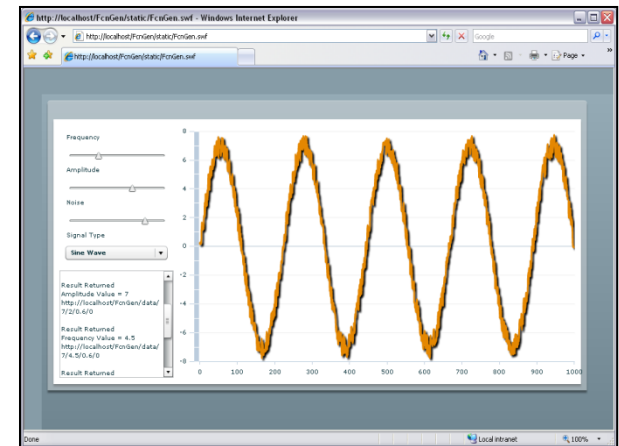 http://localhost/FcnGen/static/FcnGen.swf - Windows Internet Explorer
http://localhost/FcnGen/static/FcnGen.swf
Google
http://localhost/FcnGen/static/FcnGen.swf
Page
Frequency
Amplitude
Noise
Signal Type
Sine Wave
Result Returned
Amplitude Value = 7
http://localhost/FcnGen/data/
7/2/0.6/0
Result Returned
Frequency Value = 4.5
http://localhost/FcnGen/data/
7/4.5/0.6/0
Result Returned
8
6
4
2
0
-2
-4
-6
-8
0 100 200 300 400 500 600 700 800 900 1000
Done
Local intranet
100%